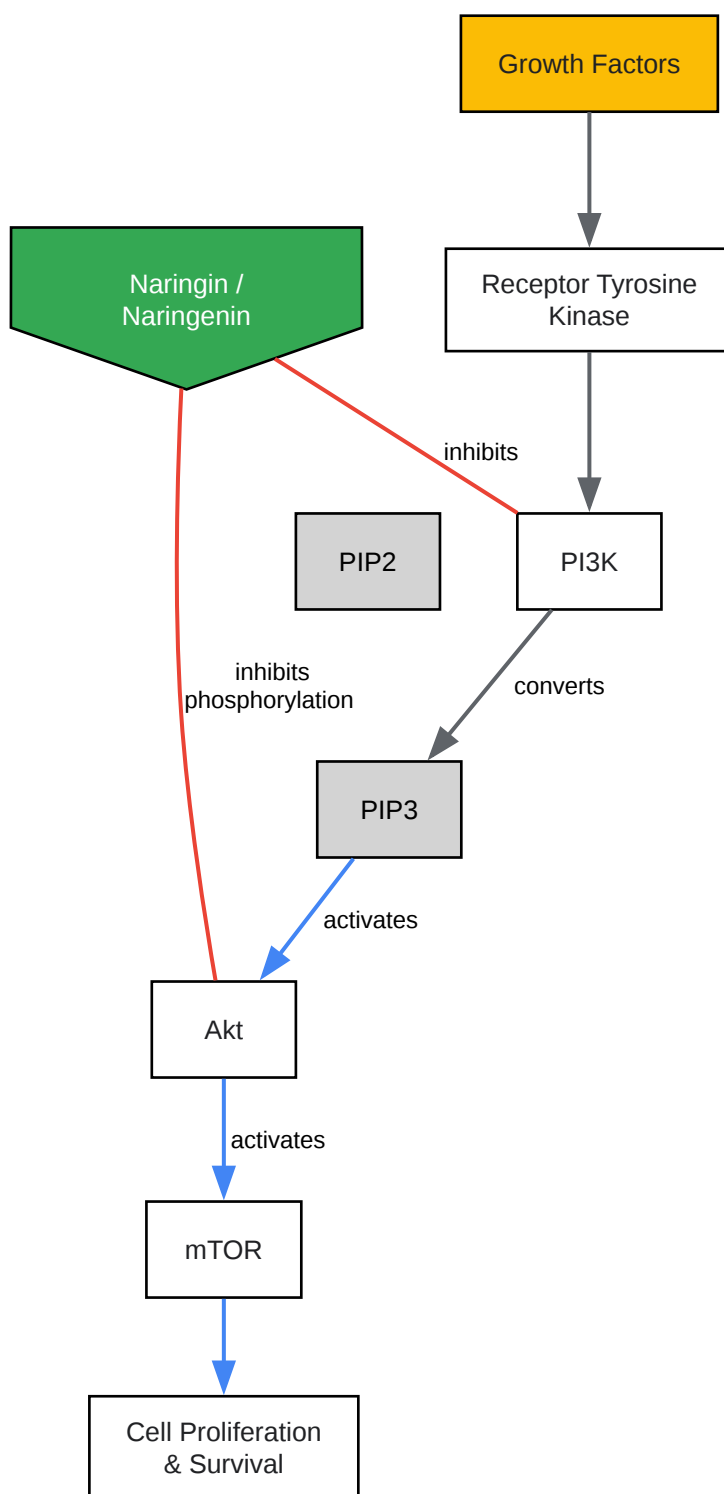 Growth Factors
Naringin /
Naringenin
Receptor Tyrosine
Kinase
inhibits
PIP2
PI3K
inhibits
phosphorylation
converts
PIP3
activates
Akt
activates
mTOR
Cell Proliferation
& Survival